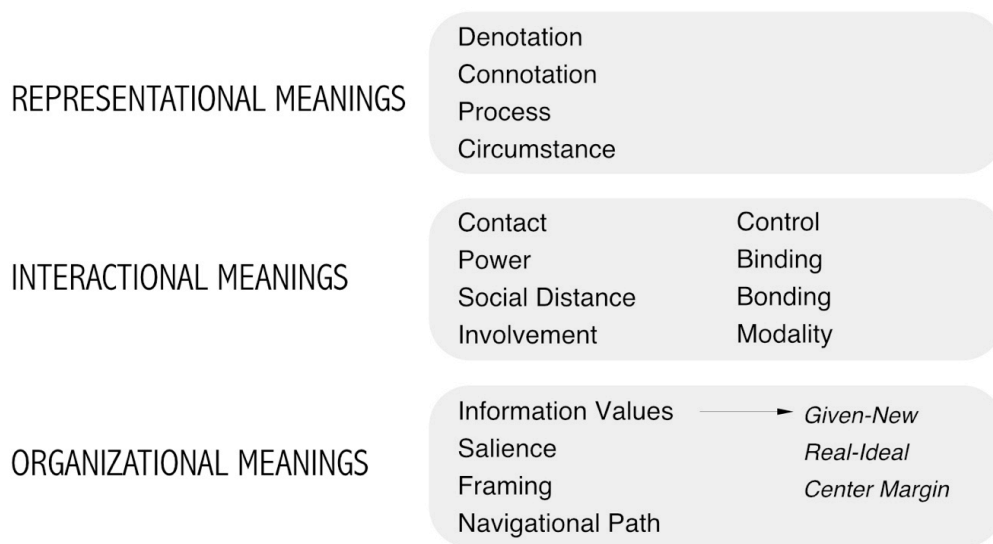 REPRESENTATIONAL MEANINGS
Denotation
Connotation
Process
Circumstance
INTERACTIONAL MEANINGS
Contact
Power
Social Distance
Involvement
Control
Binding
Bonding
Modality
ORGANIZATIONAL MEANINGS
Information Values
Salience
Framing
Navigational Path
Given-New
Real-Ideal
Center Margin